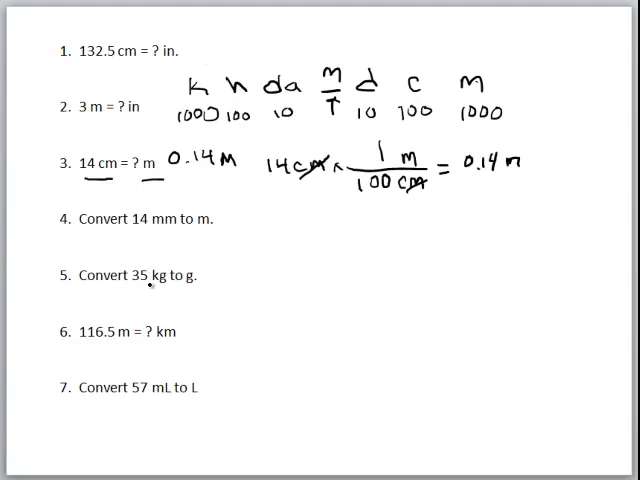 1. 132.5 cm = ? in.
k h da m d c m
2. 3 m = ? in
1000 100 10 T 10 100 1000
3. 14 cm = ? m 0.14 m 14 cm x 1 m / 100 cm = 0.14 m
4. Convert 14 mm to m.
5. Convert 35 kg to g.
6. 116.5 m = ? km
7. Convert 57 mL to L